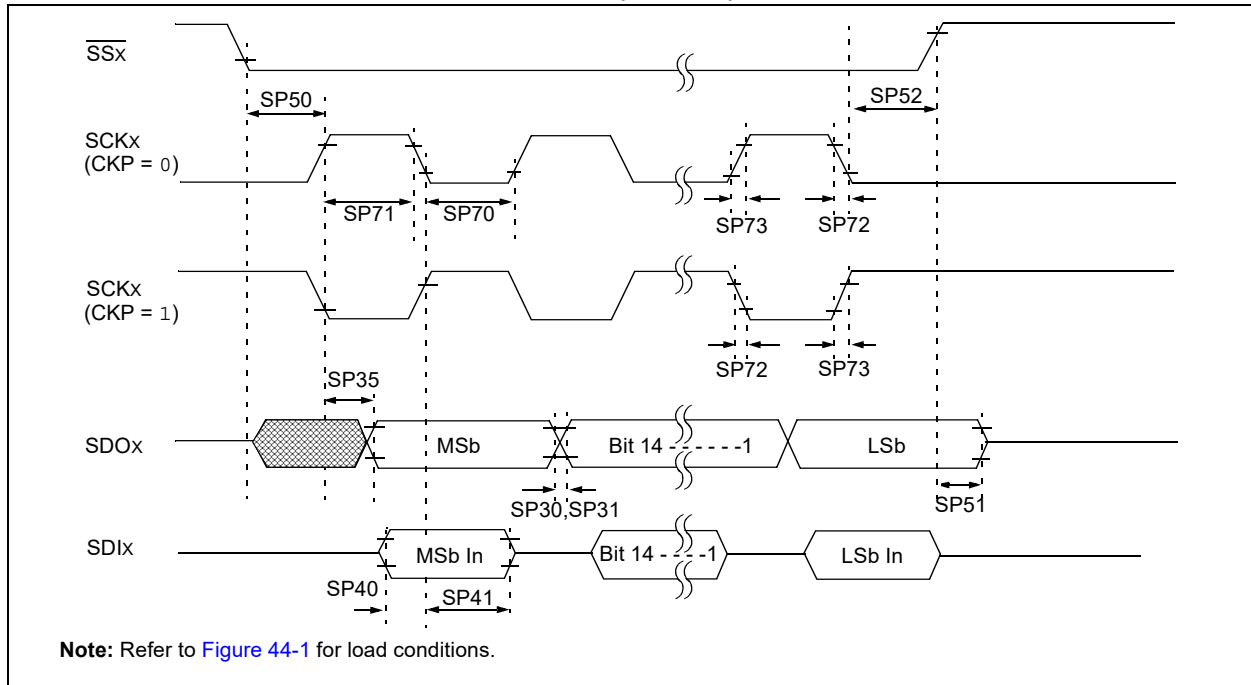 SSx
SP50
SP52
SCKx
(CKP = 0)
SP71
SP70
SP73
SP72
SCKx
(CKP = 1)
SP72
SP73
SP35
SDOx
MSb
Bit 14 - - - - - -1
LSb
SP30,SP31
SP51
SDIx
MSb In
Bit 14 - - - -1
LSb In
SP40
SP41
Note: Refer to Figure 44-1 for load conditions.